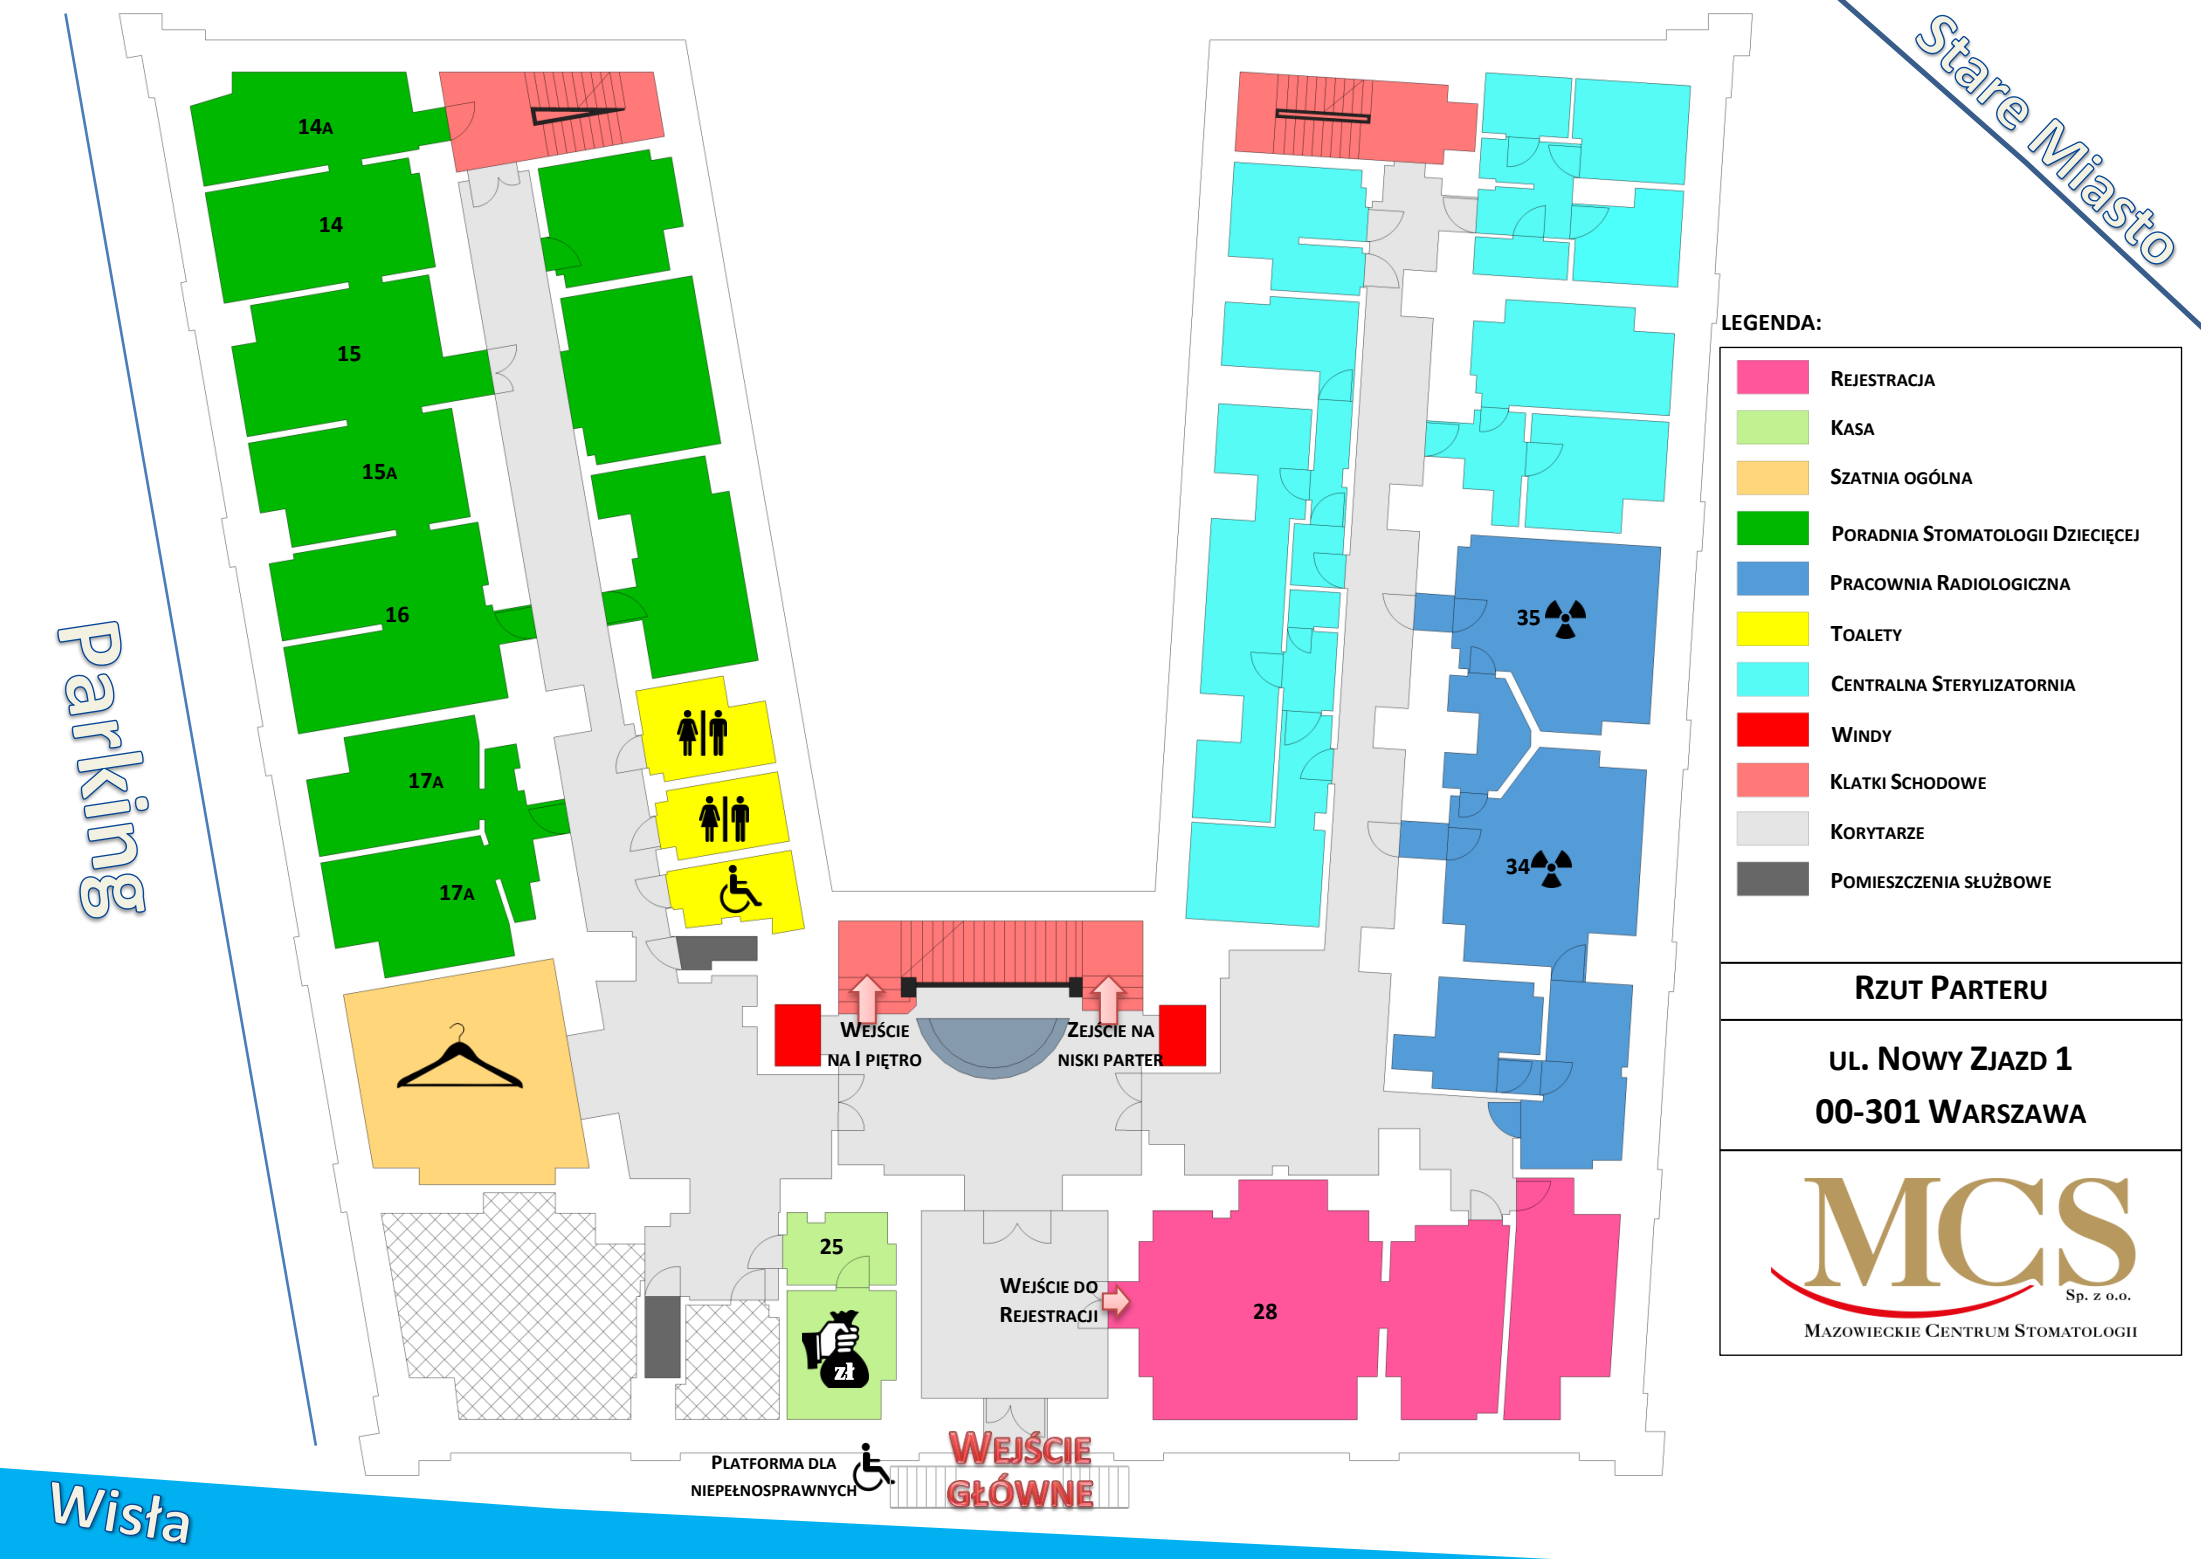 Stare Miasto
Parking
Wisła
14A
14
15
15A
16
17A
17A
35
34
25
zł
28
WEJŚCIE
NA I PIĘTRO
ZEJŚCIE NA
NISKI PARTER
WEJŚCIE DO
REJESTRACJI
PLATFORMA DLA
NIEPEŁNOSPRAWNYCH
WEJŚCIE
GŁÓWNE
LEGENDA:
REJESTRACJA
KASA
SZATNIA OGÓLNA
PORADNIA STOMATOLOGII DZIECIĘCEJ
PRACOWNIA RADIOLOGICZNA
TOALETY
CENTRALNA STERYLIZATORNIA
WINDY
KLATKI SCHODOWE
KORYTARZE
POMIESZCZENIA SŁUŻBOWE
RZUT PARTERU
UL. NOWY ZJAZD 1
00-301 WARSZAWA
MCS
Sp. z o.o.
MAZOWIECKIE CENTRUM STOMATOLOGII